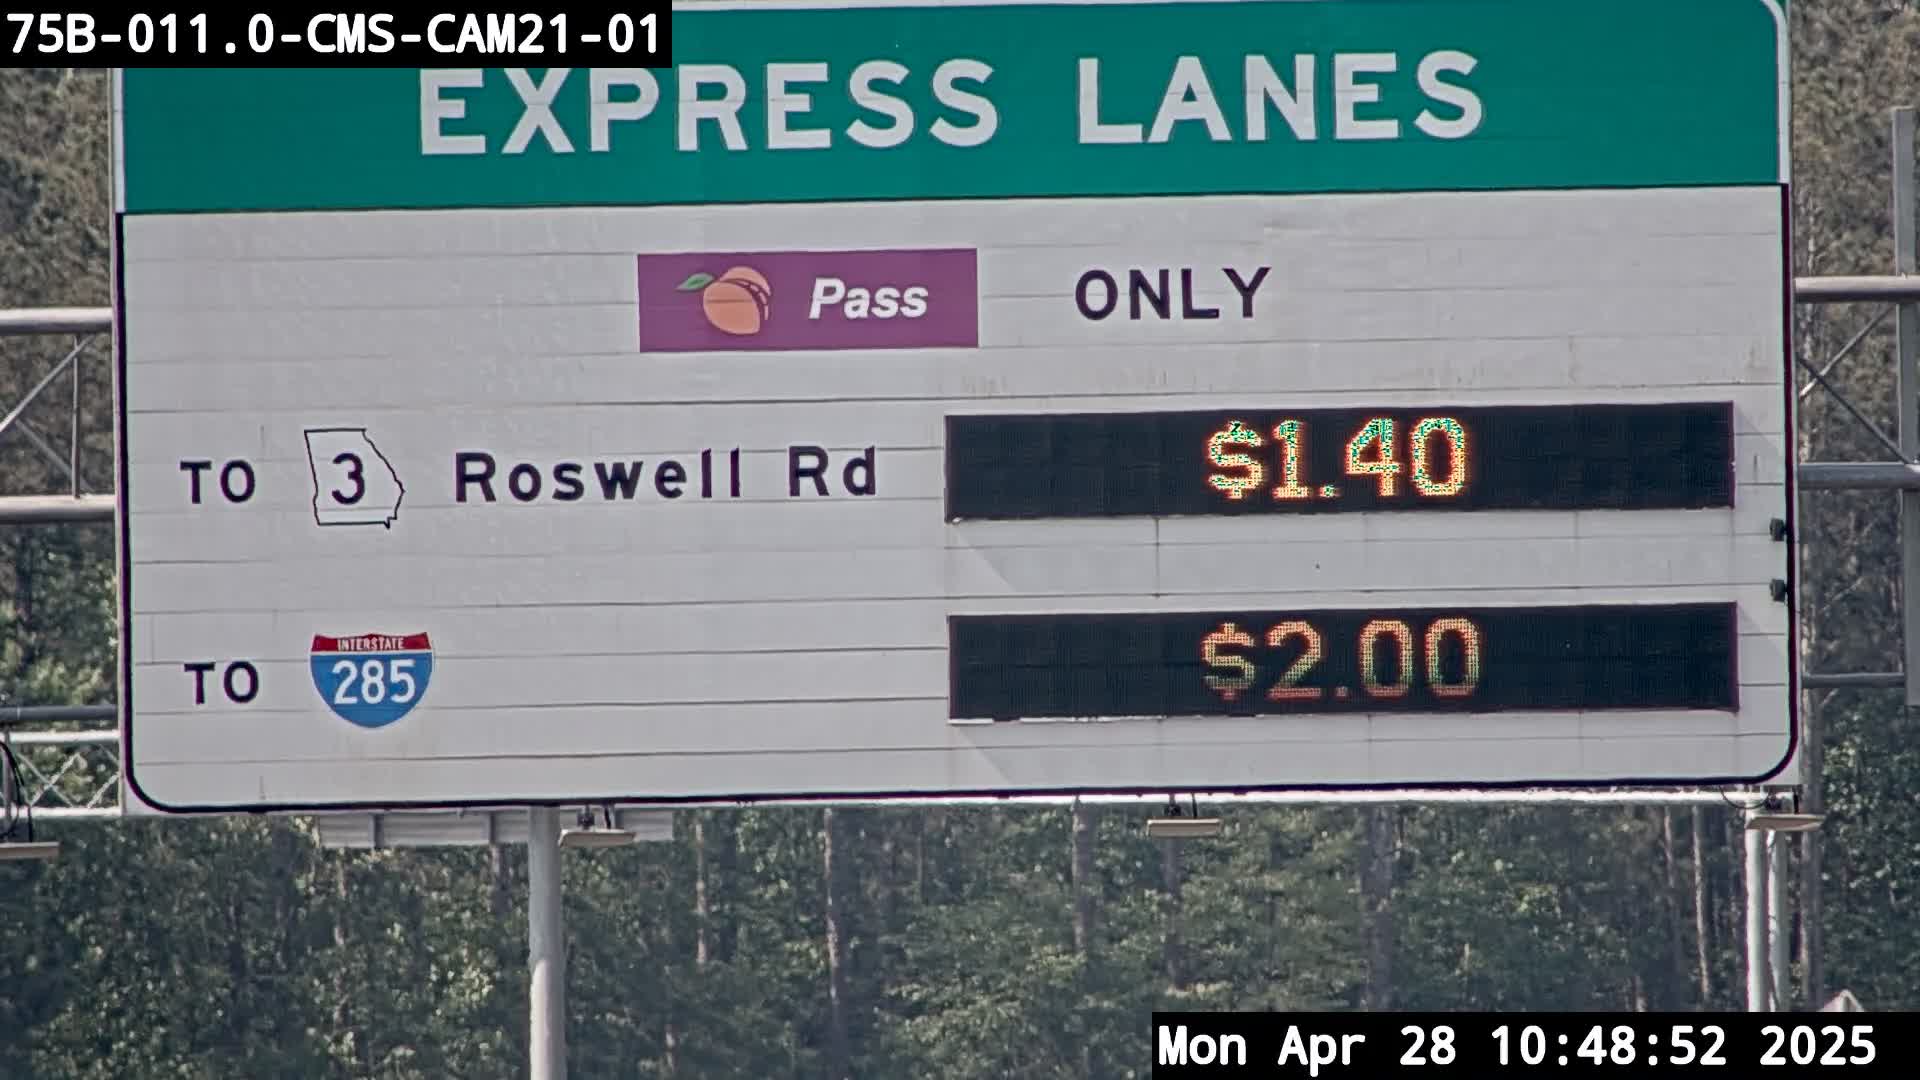 75B-011.0-CMS-CAM21-01
EXPRESS LANES
Pass ONLY
TO 3 Roswell Rd $1.40
INTERSTATE
TO 285 $2.00
Mon Apr 28 10:48:52 2025